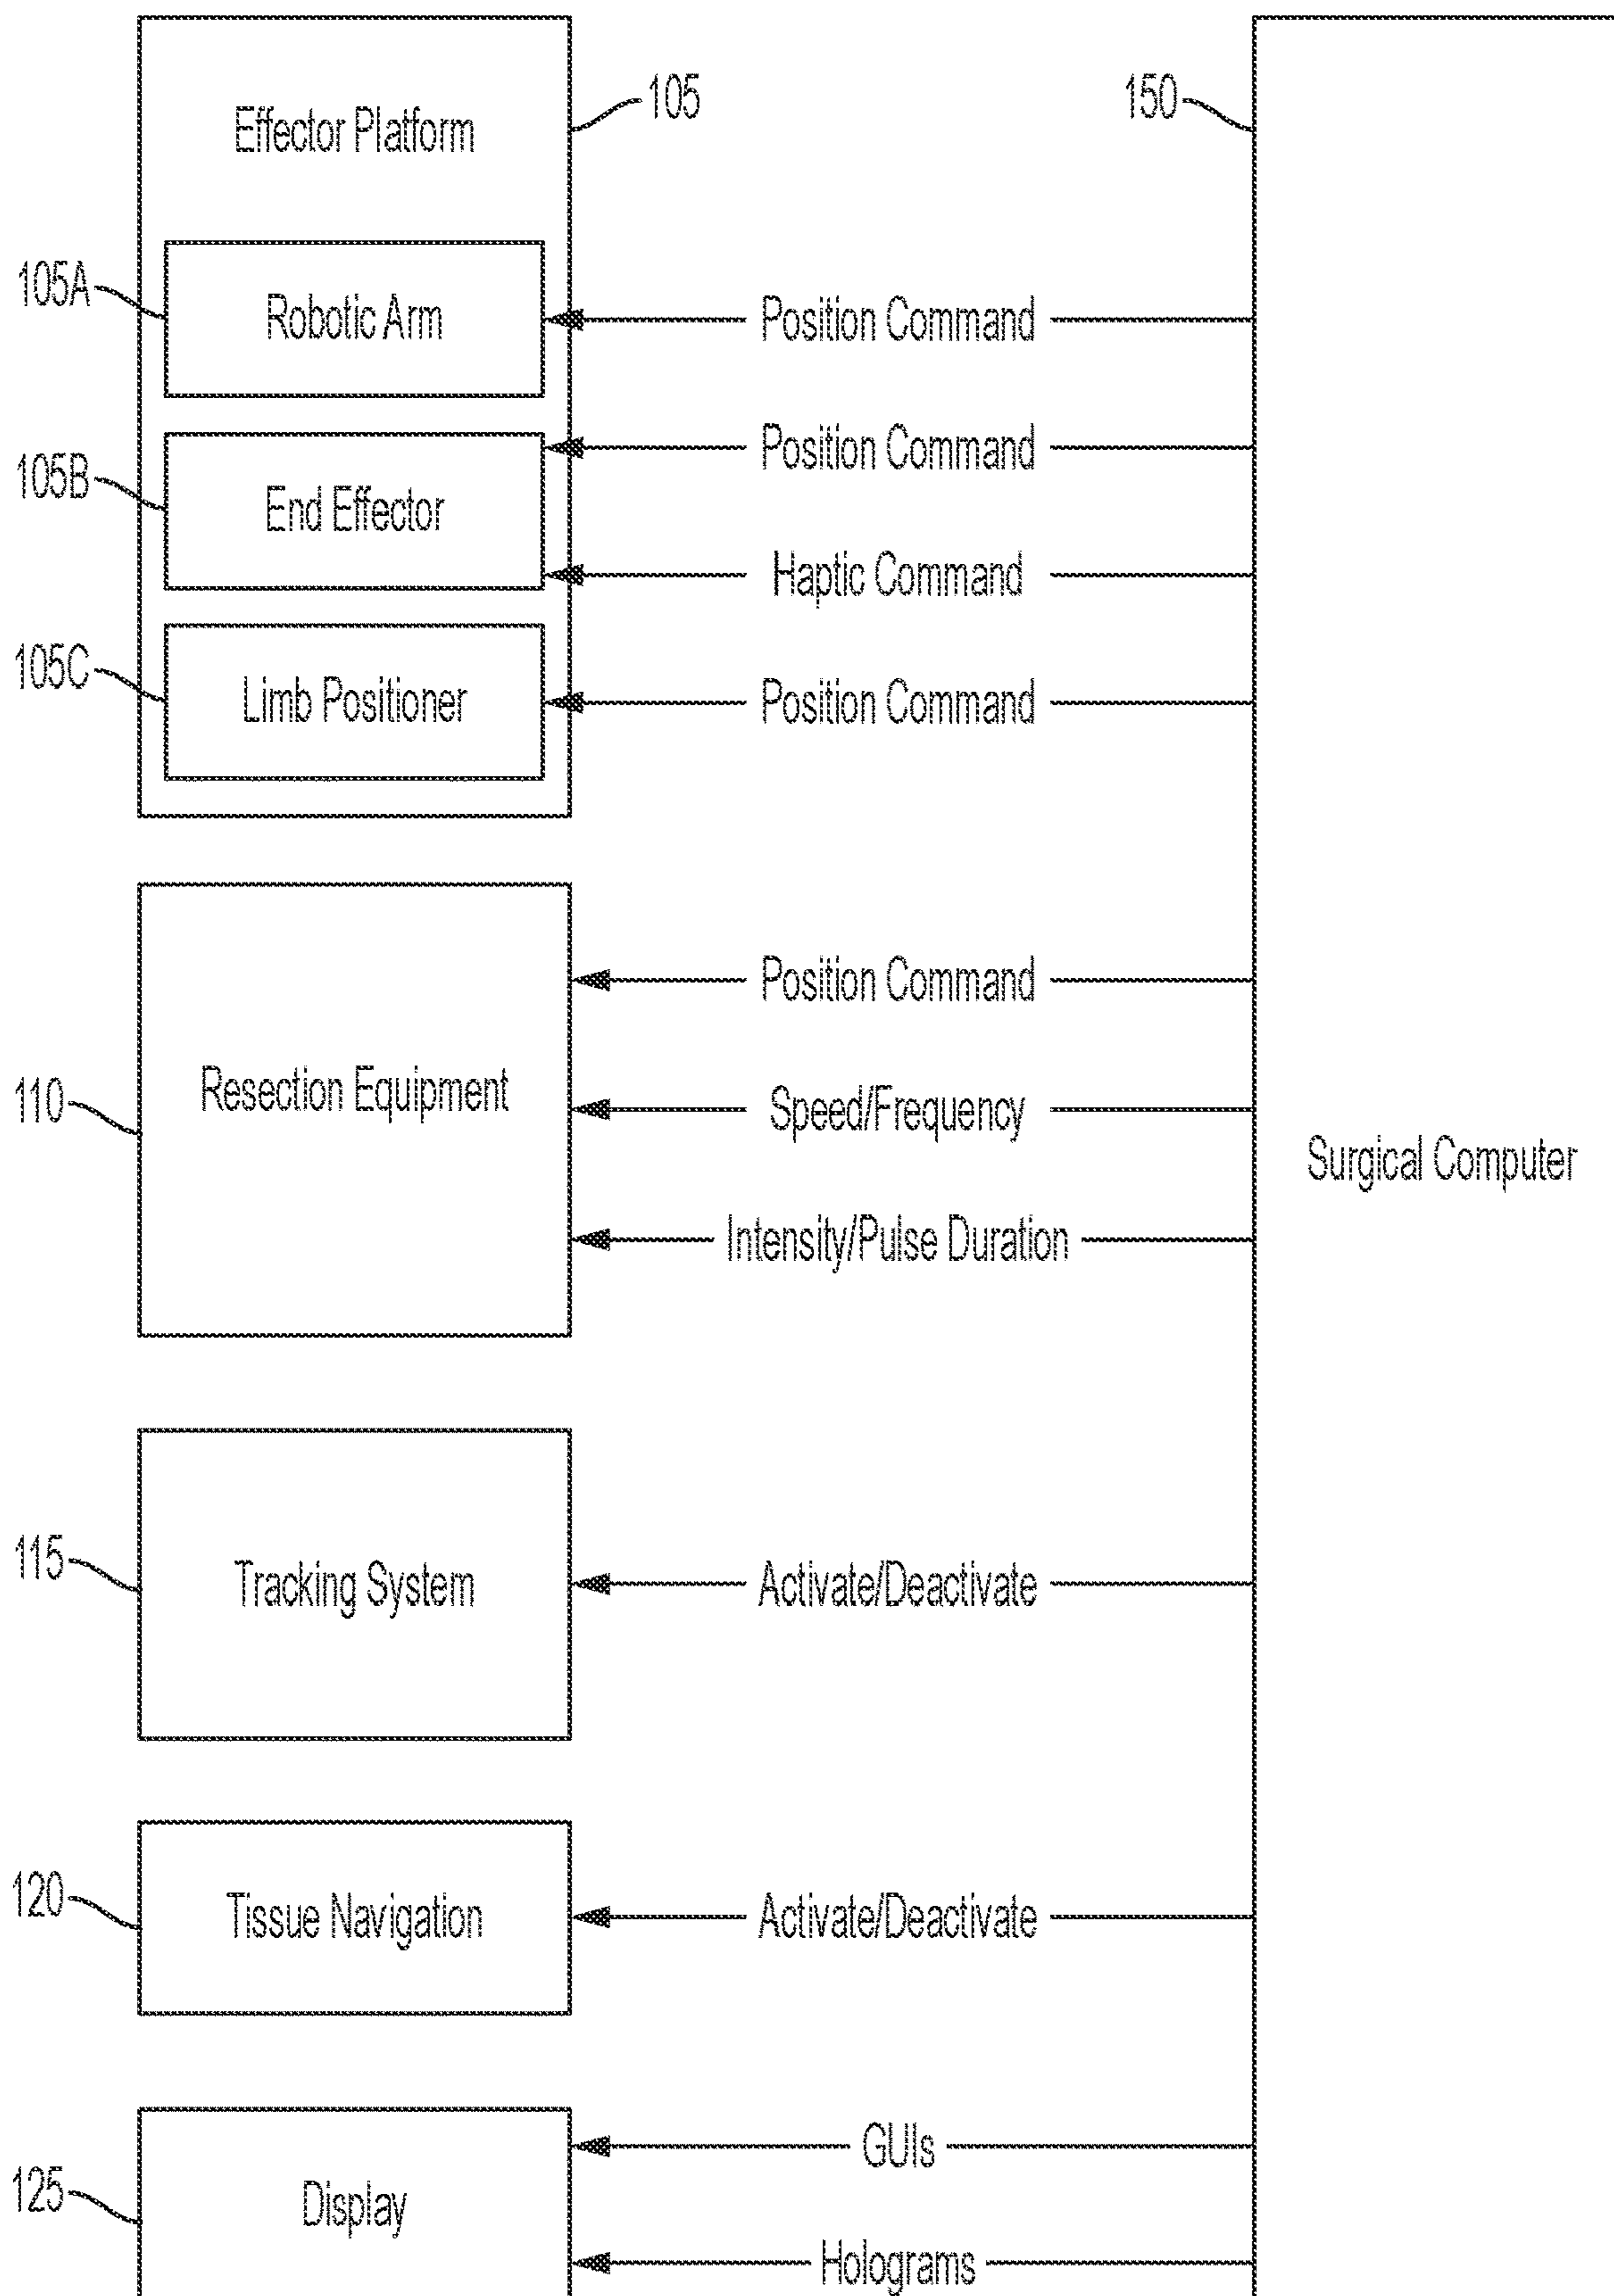 Effector Platform
105
150
105A
Robotic Arm
Position Command
Position Command
105B
End Effector
Haptic Command
105C
Limb Positioner
Position Command
Position Command
110
Resection Equipment
Speed/Frequency
Surgical Computer
Intensity/Pulse Duration
115
Tracking System
Activate/Deactivate
120
Tissue Navigation
Activate/Deactivate
GUIs
125
Display
Holograms